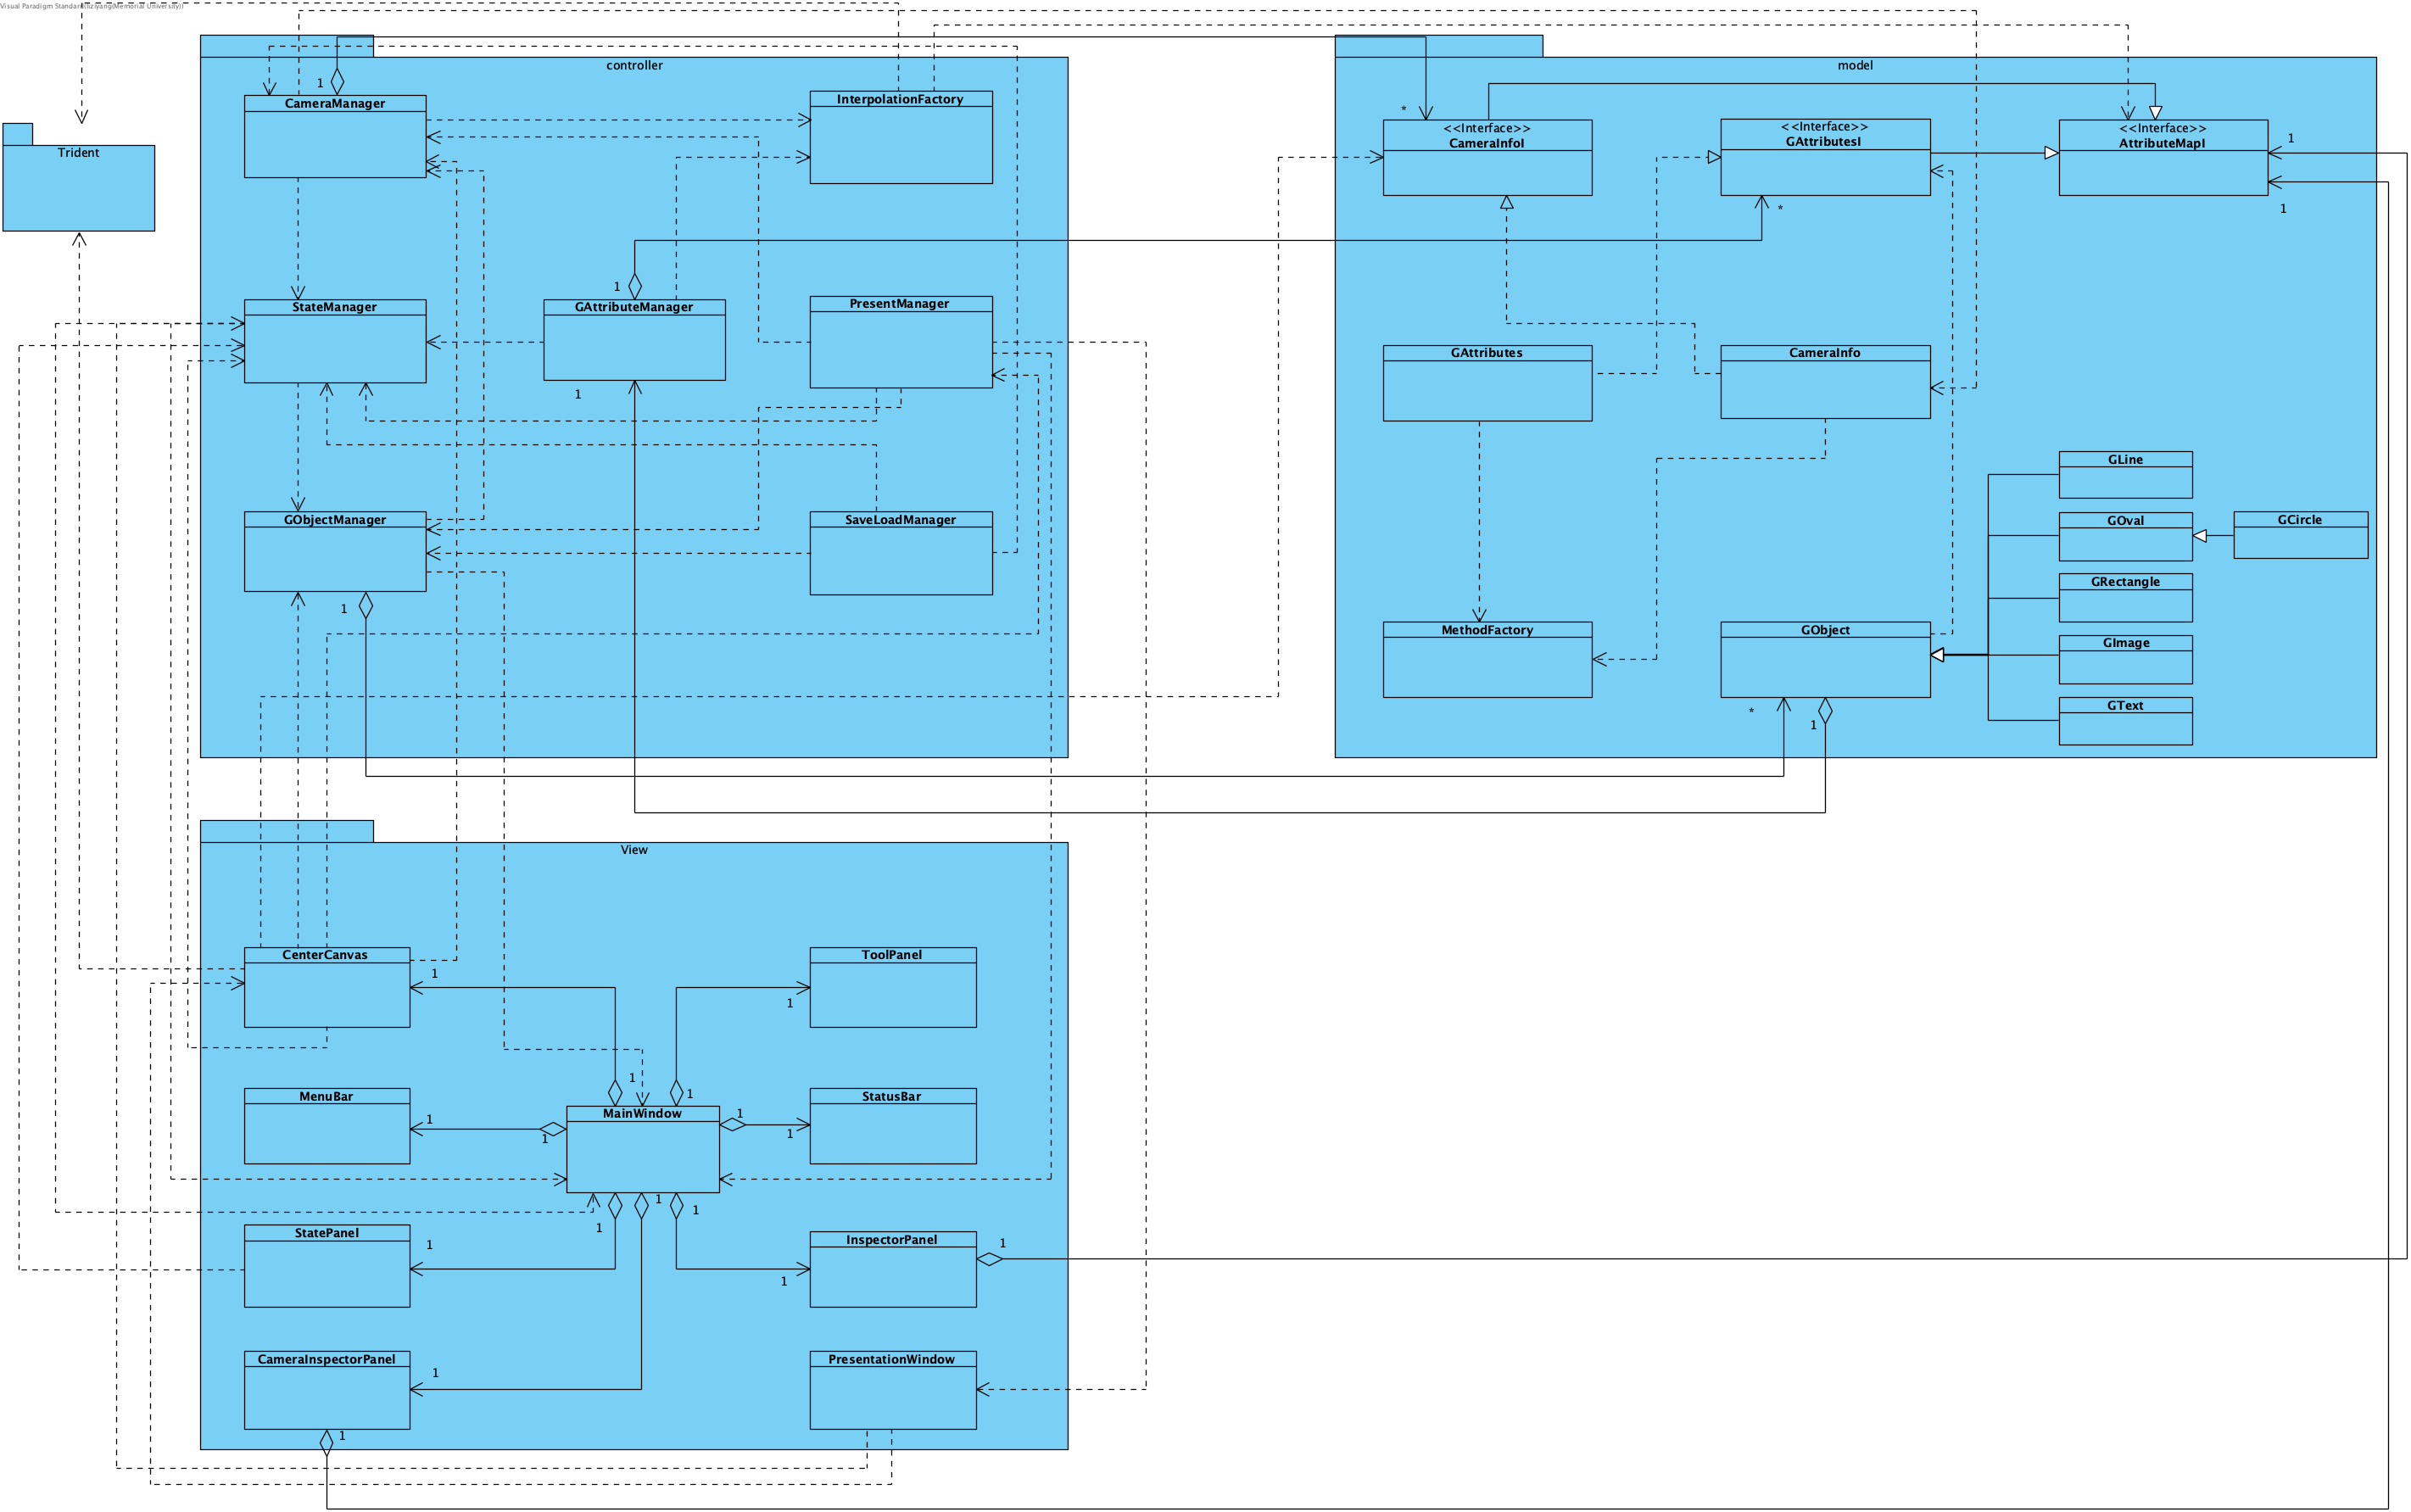 Visual Paradigm Standard(liziyang(Memorial University))
controller
model
1
CameraManager
InterpolationFactory
*
<<Interface>>
CameraInfoI
<<Interface>>
GAttributesI
<<Interface>>
AttributeMapI
1
Trident
*
1
1
StateManager
GAttributeManager
PresentManager
1
GAttributes
CameraInfo
GLine
GObjectManager
SaveLoadManager
GOval
GCircle
GRectangle
1
MethodFactory
GObject
GImage
GText
*
1
View
CenterCanvas
ToolPanel
1
1
1
1
MenuBar
StatusBar
MainWindow
1
1
1
1
1
1
1
StatePanel
InspectorPanel
1
1
1
CameraInspectorPanel
PresentationWindow
1
1